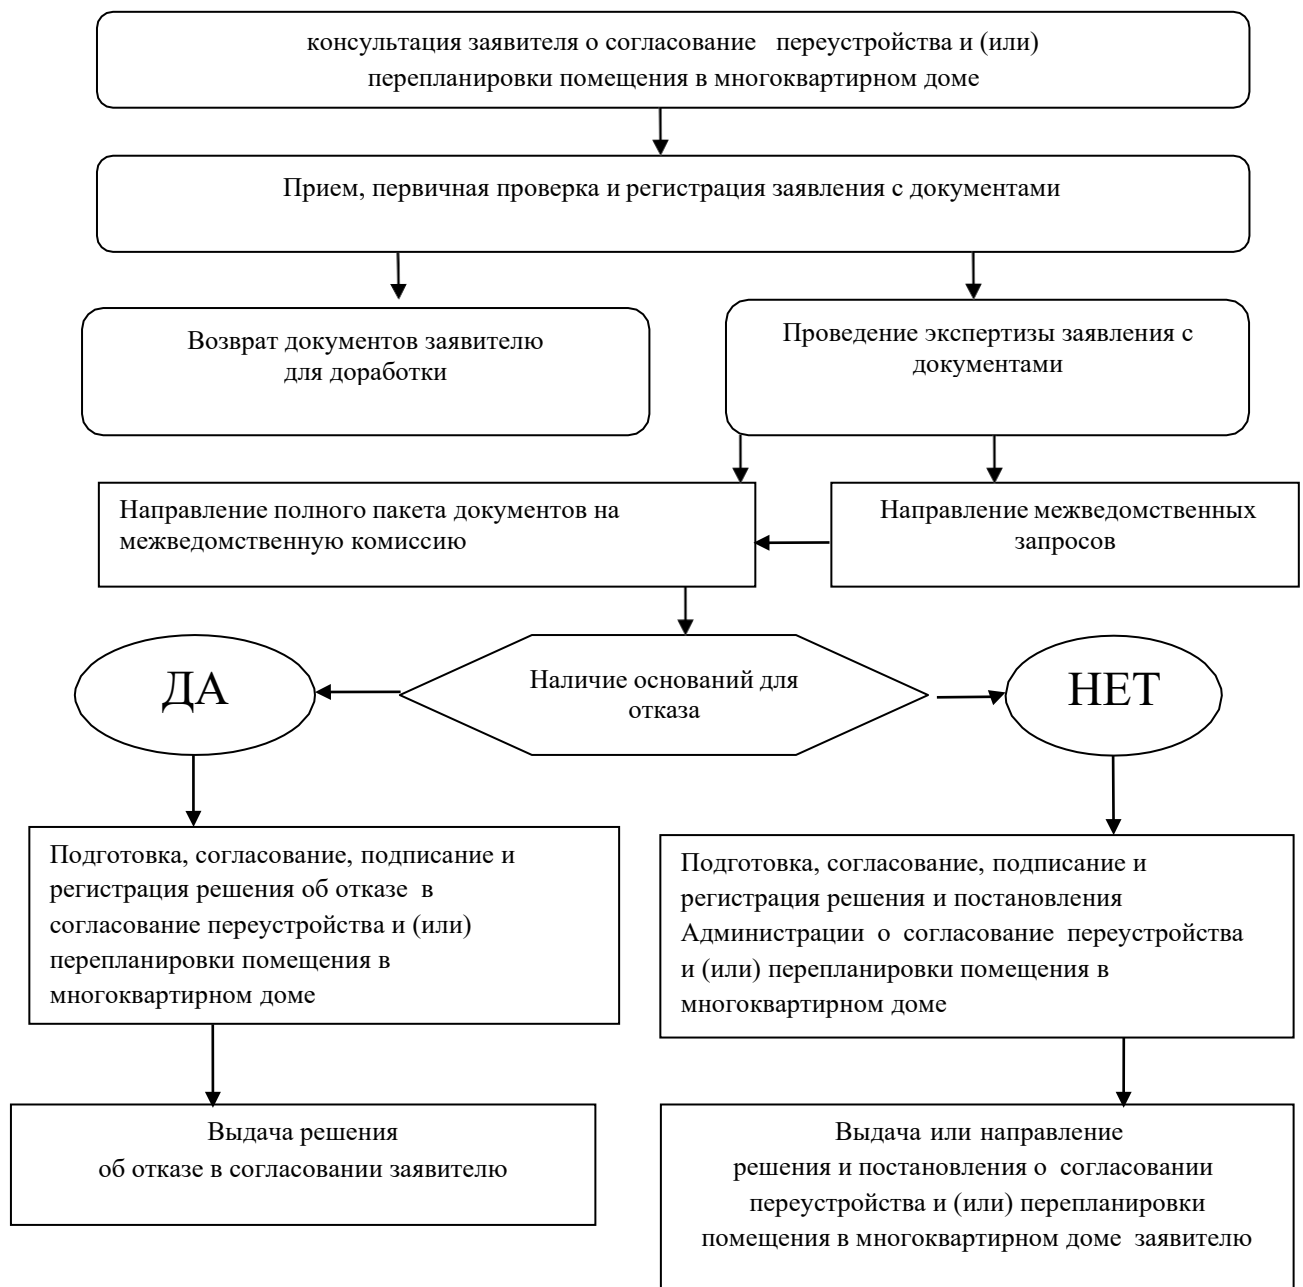 консультация заявителя о согласование переустройства и (или)
перепланировки помещения в многоквартирном доме
Прием, первичная проверка и регистрация заявления с документами
Возврат документов заявителю
для доработки
Проведение экспертизы заявления с
документами
Направление полного пакета документов на
межведомственную комиссию
Направление межведомственных
запросов
ДА
Наличие оснований для
отказа
НЕТ
Подготовка, согласование, подписание и
регистрация решения об отказе в
согласование переустройства и (или)
перепланировки помещения в
многоквартирном доме
Подготовка, согласование, подписание и
регистрация решения и постановления
Администрации о согласование переустройства
и (или) перепланировки помещения в
многоквартирном доме
Выдача решения
об отказе в согласовании заявителю
Выдача или направление
решения и постановления о согласовании
переустройства и (или) перепланировки
помещения в многоквартирном доме заявителю